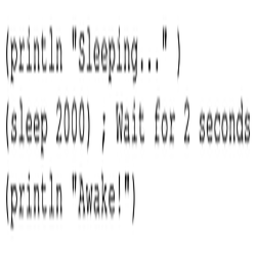 (println "Sleeping..." )
(sleep 2000) ; Wait for 2 seconds
(println "Awake!")